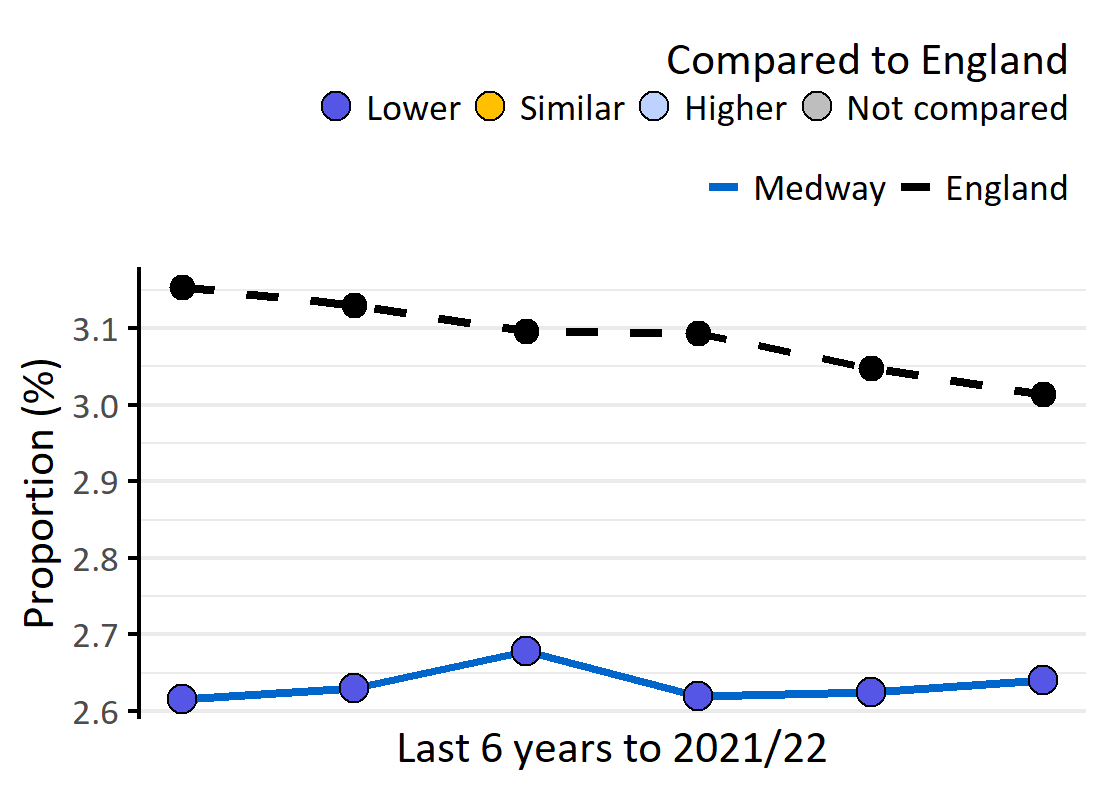 Compared to England
Lower Similar Higher Not compared
Medway England
Proportion (%)
3.1
3.0
2.9
2.8
2.7
2.6
Last 6 years to 2021/22